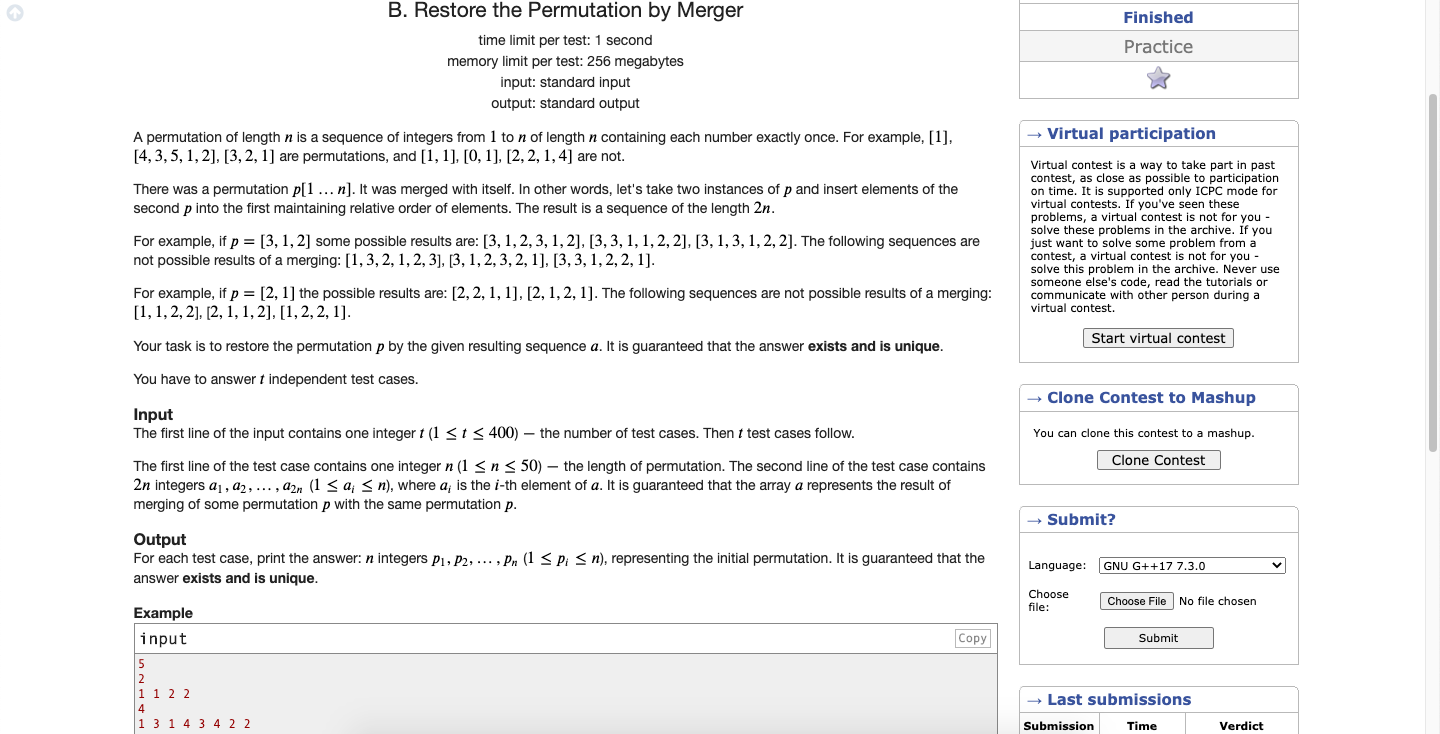 B. Restore the Permutation by Merger
time limit per test: 1 second
memory limit per test: 256 megabytes
input: standard input
output: standard output
A permutation of length n is a sequence of integers from 1 to n of length n containing each number exactly once. For example, [1],
[4, 3, 5, 1, 2], [3, 2, 1] are permutations, and [1, 1], [0, 1], [2, 2, 1, 4] are not.
There was a permutation p[1 … n]. It was merged with itself. In other words, let's take two instances of p and insert elements of the
second p into the first maintaining relative order of elements. The result is a sequence of the length 2n.
For example, if p = [3, 1, 2] some possible results are: [3, 1, 2, 3, 1, 2], [3, 3, 1, 1, 2, 2], [3, 1, 3, 1, 2, 2]. The following sequences are
not possible results of a merging: [1, 3, 2, 1, 2, 3], [3, 1, 2, 3, 2, 1], [3, 3, 1, 2, 2, 1].
For example, if p = [2, 1] the possible results are: [2, 2, 1, 1], [2, 1, 2, 1]. The following sequences are not possible results of a merging:
[1, 1, 2, 2], [2, 1, 1, 2], [1, 2, 2, 1].
Your task is to restore the permutation p by the given resulting sequence a. It is guaranteed that the answer exists and is unique.
You have to answer t independent test cases.
Input
The first line of the input contains one integer t (1 ≤ t ≤ 400) — the number of test cases. Then t test cases follow.
The first line of the test case contains one integer n (1 ≤ n ≤ 50) — the length of permutation. The second line of the test case contains
2n integers a₁, a₂, … , a₂ₙ (1 ≤ aᵢ ≤ n), where aᵢ is the i-th element of a. It is guaranteed that the array a represents the result of
merging of some permutation p with the same permutation p.
Output
For each test case, print the answer: n integers p₁, p₂, … , pₙ (1 ≤ pᵢ ≤ n), representing the initial permutation. It is guaranteed that the
answer exists and is unique.
Example
input
Copy
5
2
1 1 2 2
4
1 3 1 4 3 4 2 2
Finished
Practice
→ Virtual participation
Virtual contest is a way to take part in past
contest, as close as possible to participation
on time. It is supported only ICPC mode for
virtual contests. If you've seen these
problems, a virtual contest is not for you -
solve these problems in the archive. If you
just want to solve some problem from a
contest, a virtual contest is not for you -
solve this problem in the archive. Never use
someone else's code, read the tutorials or
communicate with other person during a
virtual contest.
Start virtual contest
→ Clone Contest to Mashup
You can clone this contest to a mashup.
Clone Contest
→ Submit?
Language: GNU G++17 7.3.0
Choose
file:
Choose File No file chosen
Submit
→ Last submissions
Submission Time Verdict